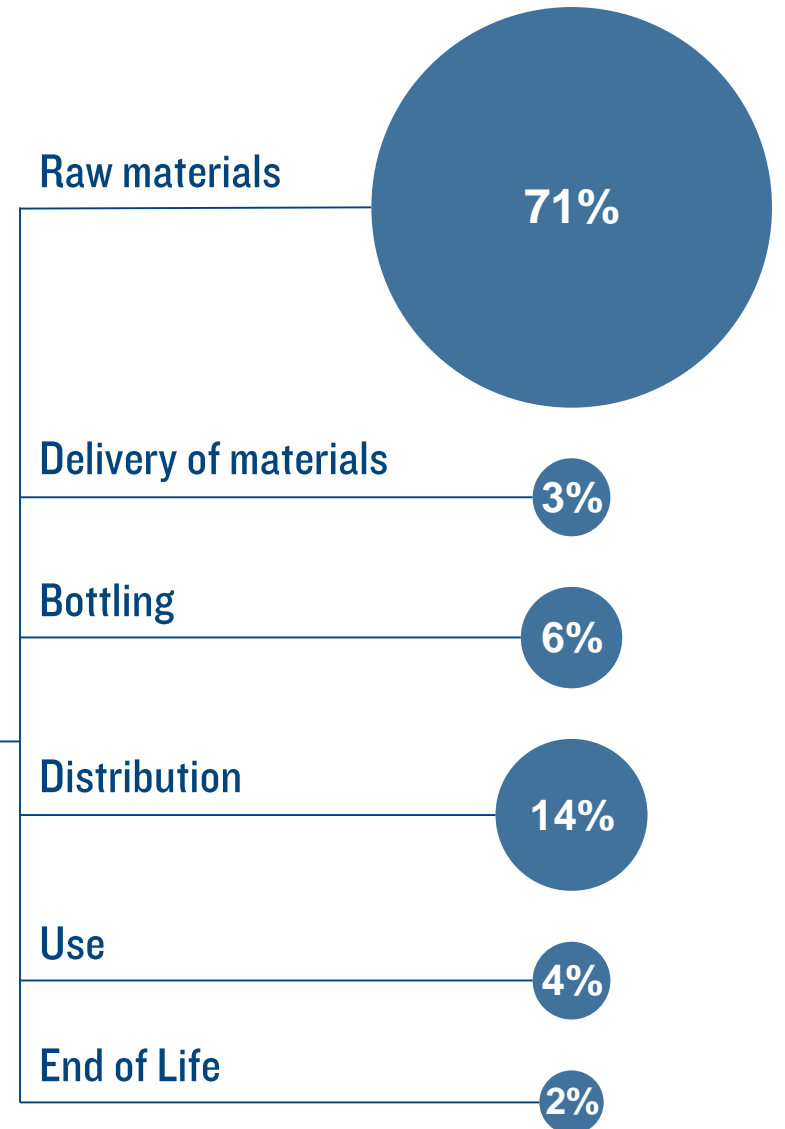 Raw materials
71%
Delivery of materials
3%
Bottling
6%
Distribution
14%
Use
4%
End of Life
2%